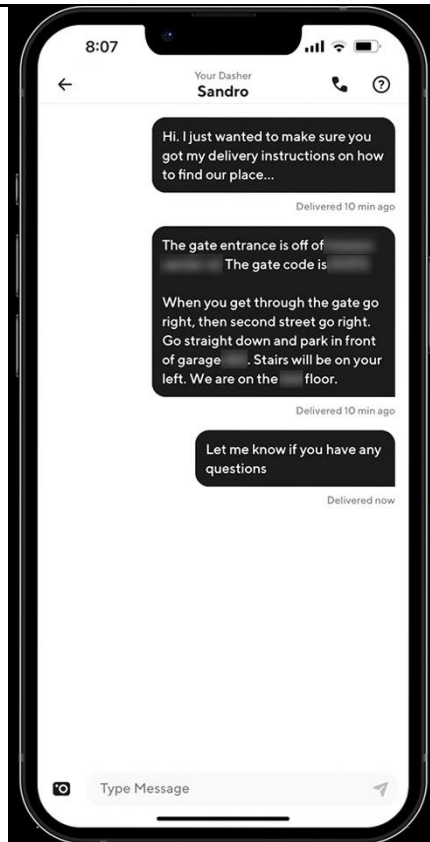 8:07
Your Dasher
Sandro
Hi. I just wanted to make sure you
got my delivery instructions on how
to find our place...
Delivered 10 min ago
The gate entrance is off of
The gate code is
When you get through the gate go
right, then second street go right.
Go straight down and park in front
of garage . Stairs will be on your
left. We are on the floor.
Delivered 10 min ago
Let me know if you have any
questions
Delivered now
Type Message